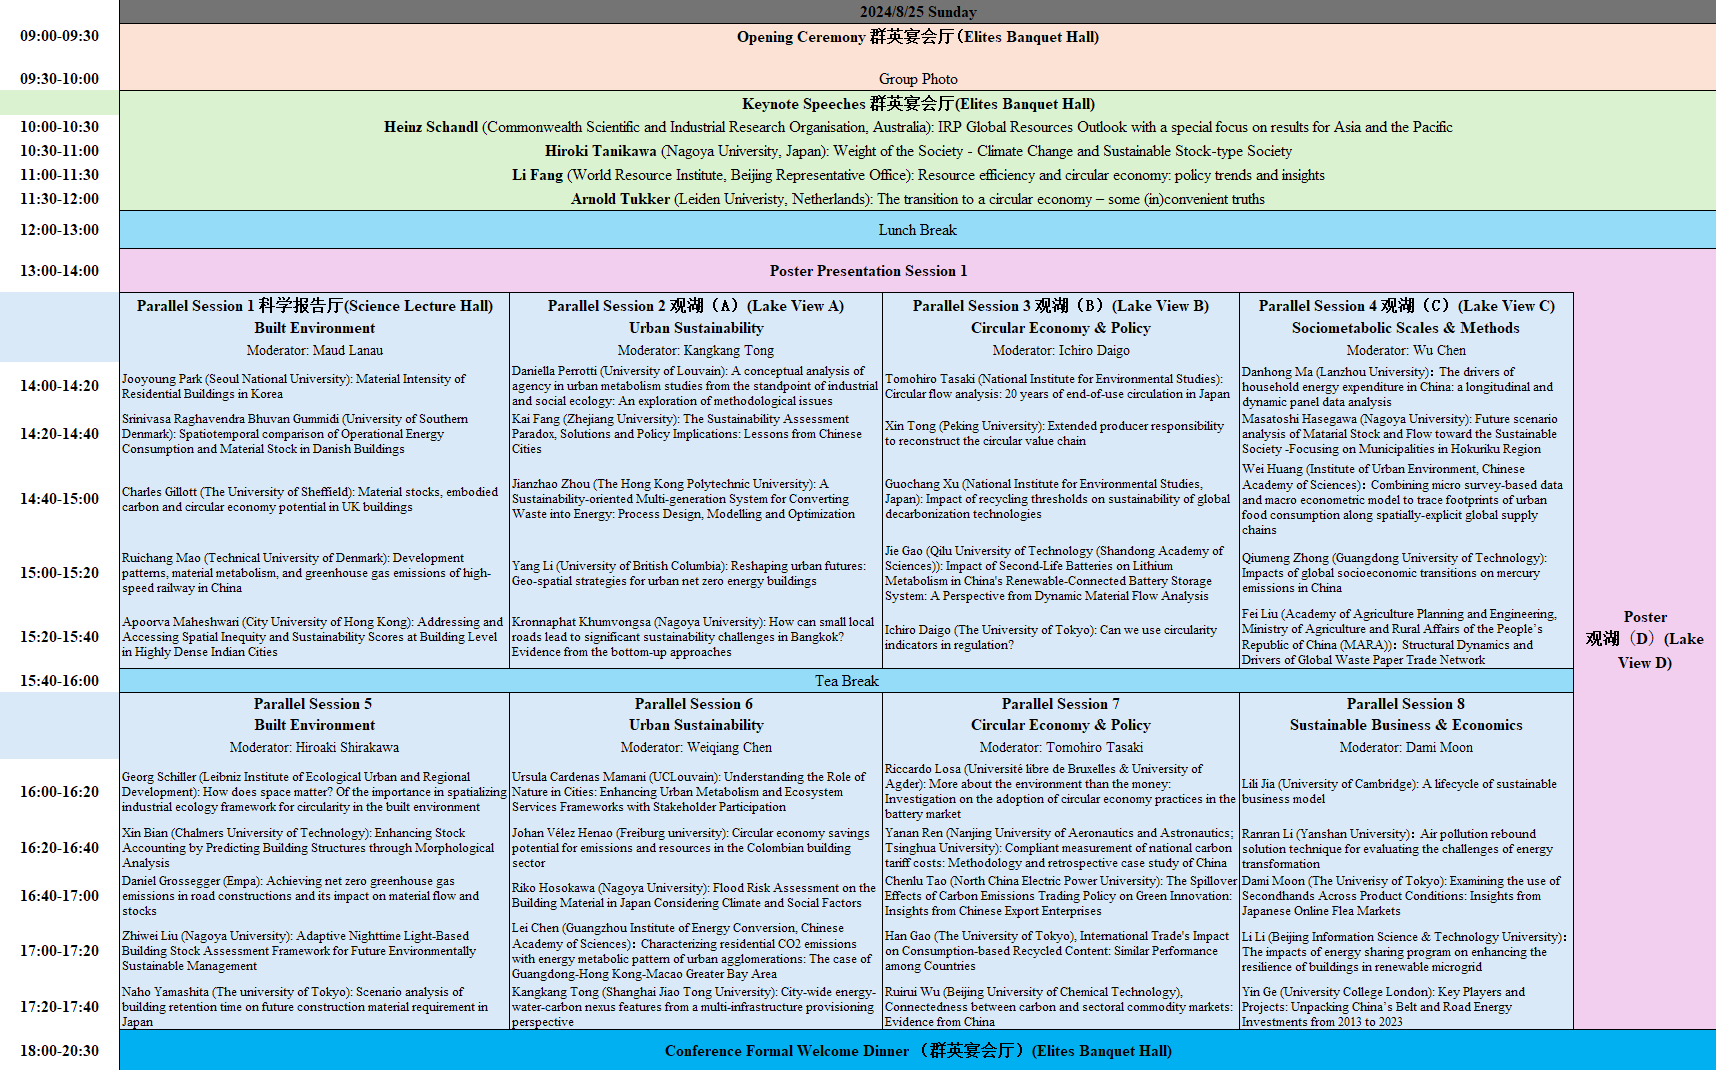 2024/8/25 Sunday
09:00-09:30
Opening Ceremony 群英宴会厅（Elites Banquet Hall)
09:30-10:00
Group Photo
Keynote Speeches 群英宴会厅(Elites Banquet Hall)
10:00-10:30
Heinz Schandl (Commonwealth Scientific and Industrial Research Organisation, Australia): IRP Global Resources Outlook with a special focus on results for Asia and the Pacific
10:30-11:00
Hiroki Tanikawa (Nagoya University, Japan): Weight of the Society - Climate Change and Sustainable Stock-type Society
11:00-11:30
Li Fang (World Resource Institute, Beijing Representative Office): Resource efficiency and circular economy: policy trends and insights
11:30-12:00
Arnold Tukker (Leiden Univeristy, Netherlands): The transition to a circular economy – some (in)convenient truths
12:00-13:00
Lunch Break
13:00-14:00
Poster Presentation Session 1
Parallel Session 1 科学报告厅(Science Lecture Hall)
Built Environment
Moderator: Maud Lanau
Parallel Session 2 观湖（A）(Lake View A)
Urban Sustainability
Moderator: Kangkang Tong
Parallel Session 3 观湖（B）(Lake View B)
Circular Economy & Policy
Moderator: Ichiro Daigo
Parallel Session 4 观湖（C）(Lake View C)
Sociometabolic Scales & Methods
Moderator: Wu Chen
14:00-14:20
Jooyoung Park (Seoul National University): Material Intensity of
Residential Buildings in Korea
Daniella Perrotti (University of Louvain): A conceptual analysis of
agency in urban metabolism studies from the standpoint of industrial
and social ecology: An exploration of methodological issues
Tomohiro Tasaki (National Institute for Environmental Studies):
Circular flow analysis: 20 years of end-of-use circulation in Japan
Danhong Ma (Lanzhou University)：The drivers of
household energy expenditure in China: a longitudinal and
dynamic panel data analysis
14:20-14:40
Srinivasa Raghavendra Bhuvan Gummidi (University of Southern
Denmark): Spatiotemporal comparison of Operational Energy
Consumption and Material Stock in Danish Buildings
Kai Fang (Zhejiang University): The Sustainability Assessment
Paradox, Solutions and Policy Implications: Lessons from Chinese
Cities
Xin Tong (Peking University): Extended producer responsibility
to reconstruct the circular value chain
Masatoshi Hasegawa (Nagoya University): Future scenario
analysis of Matarial Stock and Flow toward the Sustainable
Society -Focusing on Municipalities in Hokuriku Region
14:40-15:00
Charles Gillott (The University of Sheffield): Material stocks, embodied
carbon and circular economy potential in UK buildings
Jianzhao Zhou (The Hong Kong Polytechnic University): A
Sustainability-oriented Multi-generation System for Converting
Waste into Energy: Process Design, Modelling and Optimization
Guochang Xu (National Institute for Environmental Studies,
Japan): Impact of recycling thresholds on sustainability of global
decarbonization technologies
Wei Huang (Institute of Urban Environment, Chinese
Academy of Sciences)：Combining micro survey-based data
and macro econometric model to trace footprints of urban
food consumption along spatially-explicit global supply
chains
15:00-15:20
Ruichang Mao (Technical University of Denmark): Development
patterns, material metabolism, and greenhouse gas emissions of high-
speed railway in China
Yang Li (University of British Columbia): Reshaping urban futures:
Geo-spatial strategies for urban net zero energy buildings
Jie Gao (Qilu University of Technology (Shandong Academy of
Sciences)): Impact of Second-Life Batteries on Lithium
Metabolism in China's Renewable-Connected Battery Storage
System: A Perspective from Dynamic Material Flow Analysis
Qiumeng Zhong (Guangdong University of Technology):
Impacts of global socioeconomic transitions on mercury
emissions in China
15:20-15:40
Apoorva Maheshwari (City University of Hong Kong): Addressing and
Accessing Spatial Inequity and Sustainability Scores at Building Level
in Highly Dense Indian Cities
Kronnaphat Khumvongsa (Nagoya University): How can small local
roads lead to significant sustainability challenges in Bangkok?
Evidence from the bottom-up approaches
Ichiro Daigo (The University of Tokyo): Can we use circularity
indicators in regulation?
Fei Liu (Academy of Agriculture Planning and Engineering,
Ministry of Agriculture and Rural Affairs of the People’s
Republic of China (MARA))：Structural Dynamics and
Drivers of Global Waste Paper Trade Network
Poster
观湖（D）(Lake
View D)
15:40-16:00
Tea Break
Parallel Session 5
Built Environment
Moderator: Hiroaki Shirakawa
Parallel Session 6
Urban Sustainability
Moderator: Weiqiang Chen
Parallel Session 7
Circular Economy & Policy
Moderator: Tomohiro Tasaki
Parallel Session 8
Sustainable Business & Economics
Moderator: Dami Moon
16:00-16:20
Georg Schiller (Leibniz Institute of Ecological Urban and Regional
Development): How does space matter? Of the importance in spatializing
industrial ecology framework for circularity in the built environment
Ursula Cardenas Mamani (UCLouvain): Understanding the Role of
Nature in Cities: Enhancing Urban Metabolism and Ecosystem
Services Frameworks with Stakeholder Participation
Riccardo Losa (Université libre de Bruxelles & University of
Agder): More about the environment than the money:
Investigation on the adoption of circular economy practices in the
battery market
Lili Jia (University of Cambridge): A lifecycle of sustainable
business model
16:20-16:40
Xin Bian (Chalmers University of Technology): Enhancing Stock
Accounting by Predicting Building Structures through Morphological
Analysis
Johan Vélez Henao (Freiburg university): Circular economy savings
potential for emissions and resources in the Colombian building
sector
Yanan Ren (Nanjing University of Aeronautics and Astronautics;
Tsinghua University): Compliant measurement of national carbon
tariff costs: Methodology and retrospective case study of China
Ranran Li (Yanshan University)：Air pollution rebound
solution technique for evaluating the challenges of energy
transformation
16:40-17:00
Daniel Grossegger (Empa): Achieving net zero greenhouse gas
emissions in road constructions and its impact on material flow and
stocks
Riko Hosokawa (Nagoya University): Flood Risk Assessment on the
Building Material in Japan Considering Climate and Social Factors
Chenlu Tao (North China Electric Power University): The Spillover
Effects of Carbon Emissions Trading Policy on Green Innovation:
Insights from Chinese Export Enterprises
Dami Moon (The Univerisy of Tokyo): Examining the use of
Secondhands Across Product Conditions: Insights from
Japanese Online Flea Markets
17:00-17:20
Zhiwei Liu (Nagoya University): Adaptive Nighttime Light-Based
Building Stock Assessment Framework for Future Environmentally
Sustainable Management
Lei Chen (Guangzhou Institute of Energy Conversion, Chinese
Academy of Sciences)：Characterizing residential CO2 emissions
with energy metabolic pattern of urban agglomerations: The case of
Guangdong-Hong Kong-Macao Greater Bay Area
Han Gao (The University of Tokyo), International Trade's Impact
on Consumption-based Recycled Content: Similar Performance
among Countries
Li Li (Beijing Information Science & Technology University)：
The impacts of energy sharing program on enhancing the
resilience of buildings in renewable microgrid
17:20-17:40
Naho Yamashita (The university of Tokyo): Scenario analysis of
building retention time on future construction material requirement in
Japan
Kangkang Tong (Shanghai Jiao Tong University): City-wide energy-
water-carbon nexus features from a multi-infrastructure provisioning
perspective
Ruirui Wu (Beijing University of Chemical Technology),
Connectedness between carbon and sectoral commodity markets:
Evidence from China
Yin Ge (University College London): Key Players and
Projects: Unpacking China’s Belt and Road Energy
Investments from 2013 to 2023
18:00-20:30
Conference Formal Welcome Dinner （群英宴会厅）(Elites Banquet Hall)